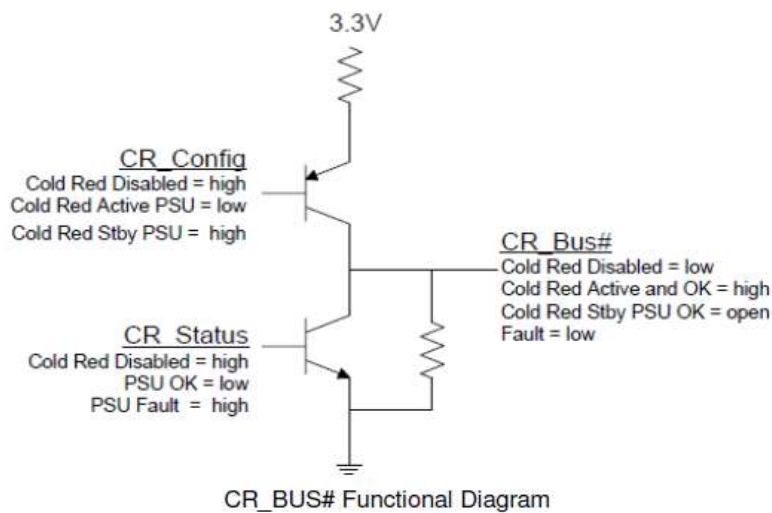 3.3V
CR_Config
Cold Red Disabled = high
Cold Red Active PSU = low
Cold Red Stby PSU = high
CR_Bus#
Cold Red Disabled = low
Cold Red Active and OK = high
Cold Red Stby PSU OK = open
Fault = low
CR_Status
Cold Red Disabled = high
PSU OK = low
PSU Fault = high
CR_BUS# Functional Diagram